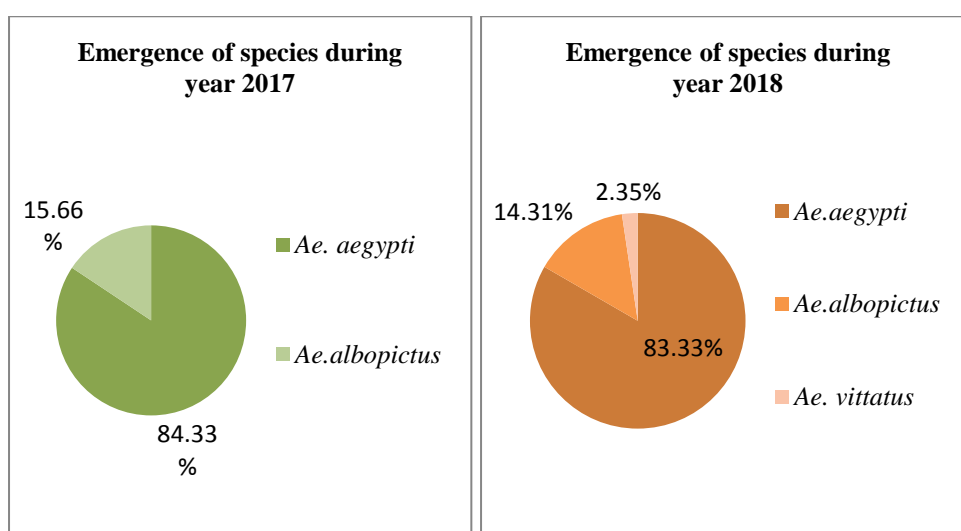 Emergence of species during
year 2017
15.66
%
Ae. aegypti
Ae.albopictus
84.33
%
Emergence of species during
year 2018
2.35%
14.31%
Ae.aegypti
Ae.albopictus
83.33%
Ae. vittatus